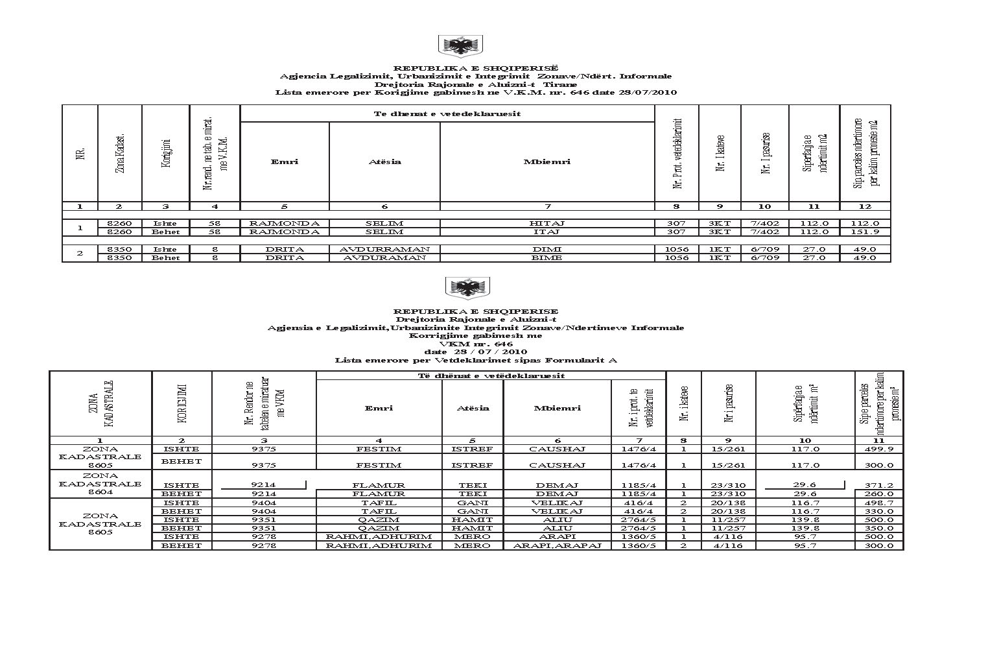 REPUBLIKA E SHQIPERISË
Agjencia Legalizimit, Urbanizimit e Integrimit Zonave/Ndërt. Informale
Drejtoria Rajonale e Aluizni-t Tirane
Lista emerore per Korigjime gabimesh ne V.K.M. nr. 646 date 28/07/2010
NR. Zona Kadast. Korigjimi Nr.rend. ne tab. e mirat. me V.K.M. Te dhenat e vetedeklaruesit Nr. Prot. vetedeklarimit Nr. I kateve Nr. I pasurise Siperfaqja e ndertimit m2 Sip. parceles ndertimore per kalim pronesie m2
Emri Atësia Mbiemri
1 2 3 4 5 6 7 8 9 10 11 12
1 8260 Ishte 58 RAJMONDA SELIM HITAJ 307 3KT 7/402 112.0 112.0
8260 Behet 58 RAJMONDA SELIM ITAJ 307 3KT 7/402 112.0 151.9
2 8350 Ishte 8 DRITA AVDURRAMAN DIMI 1056 1KT 6/709 27.0 49.0
8350 Behet 8 DRITA AVDURAMAN BIME 1056 1KT 6/709 27.0 49.0
REPUBLIKA E SHQIPERISE
Drejtoria Rajonale e Aluizni-t
Agjensia e Legalizimit,Urbanizimite Integrimit Zonave/Ndertimeve Informale
Korrigjime gabimesh me
VKM nr. 646
date 28 / 07 / 2010
Lista emerore per Vetdeklarimet sipas Formularit A
ZONA KADASTRALE KORIGJIMI Nr. Rendor ne tabelen e miratuar me VKM Të dhënat e vetëdeklaruesit Nr. i kateve Nr i pasurise Sipërfaqja e ndërtimit m² Sip e parceles ndertimore per kalim pronesie m²
Emri Atësia Mbiemri Nr. i prot. te vetdeklarimit
1 2 3 4 5 6 7 8 9 10 11
ZONA KADASTRALE 8605 ISHTE 9375 FESTIM ISTREF CAUSHAJ 1476/4 1 15/261 117.0 499.9
BEHET 9375 FESTIM ISTREF CAUSHAJ 1476/4 1 15/261 117.0 300.0
ZONA KADASTRALE 8604 ISHTE 9214 FLAMUR TEKI DEMAJ 1185/4 1 23/310 29.6 371.2
BEHET 9214 FLAMUR TEKI DEMAJ 1185/4 1 23/310 29.6 260.0
ZONA KADASTRALE 8605 ISHTE 9404 TAFIL GANI VELIKAJ 416/4 2 20/138 116.7 498.7
BEHET 9404 TAFIL GANI VELIKAJ 416/4 2 20/138 116.7 330.0
ISHTE 9351 QAZIM HAMIT ALIU 2764/5 1 11/257 139.8 500.0
BEHET 9351 QAZIM HAMIT ALIU 2764/5 1 11/257 139.8 350.0
ISHTE 9278 RAHMI,ADHURIM MERO ARAPI 1360/5 1 4/116 95.7 500.0
BEHET 9278 RAHMI,ADHURIM MERO ARAPI,ARAPAJ 1360/5 2 4/116 95.7 300.0